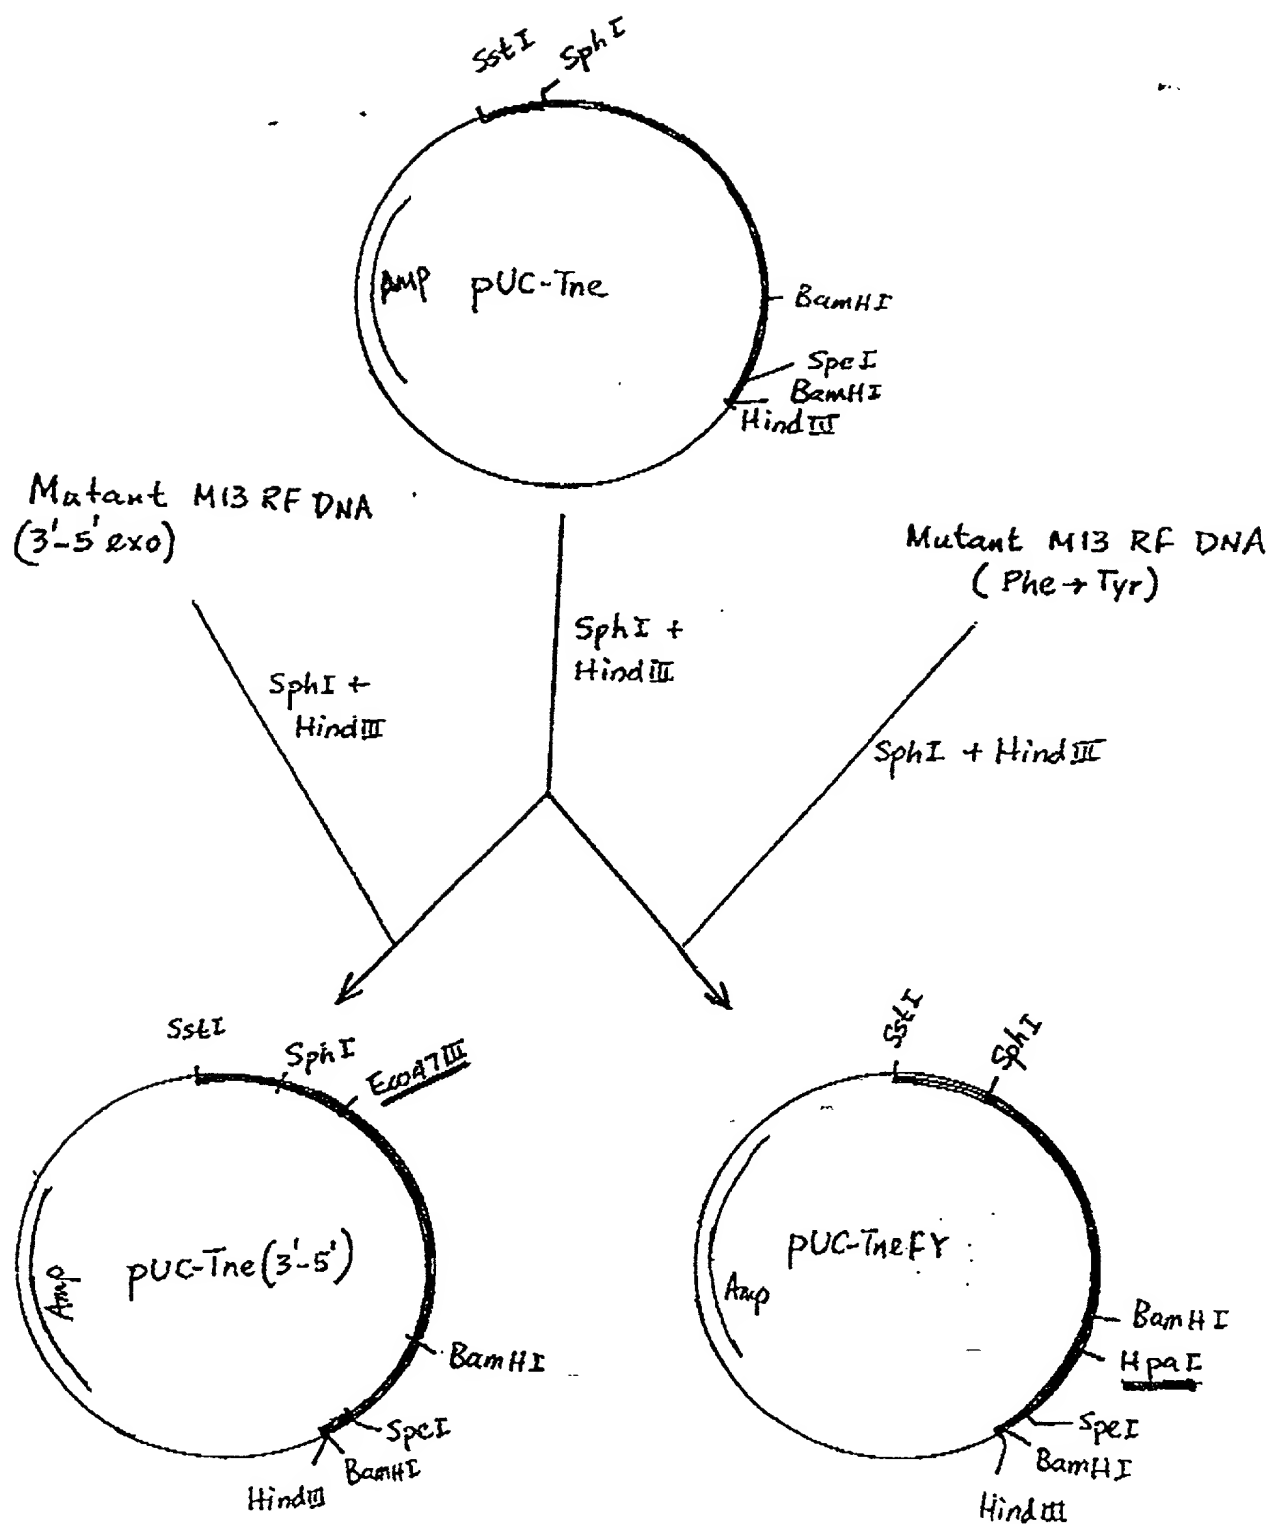 SstI
SphI
Amp
pUC-Tne
BamHI
SpeI
BamHI
HindIII
Mutant M13 RF DNA
(3'-5' exo)
Mutant M13 RF DNA
(Phe→Tyr)
SphI +
HindIII
SphI +
HindIII
SphI + HindIII
SstI
SphI
Eco47III
Amp
pUC-Tne(3'-5')
BamHI
SpeI
BamHI
HindIII
SstI
SphI
Amp
pUC-TneFY
BamHI
HpaI
SpeI
BamHI
HindIII